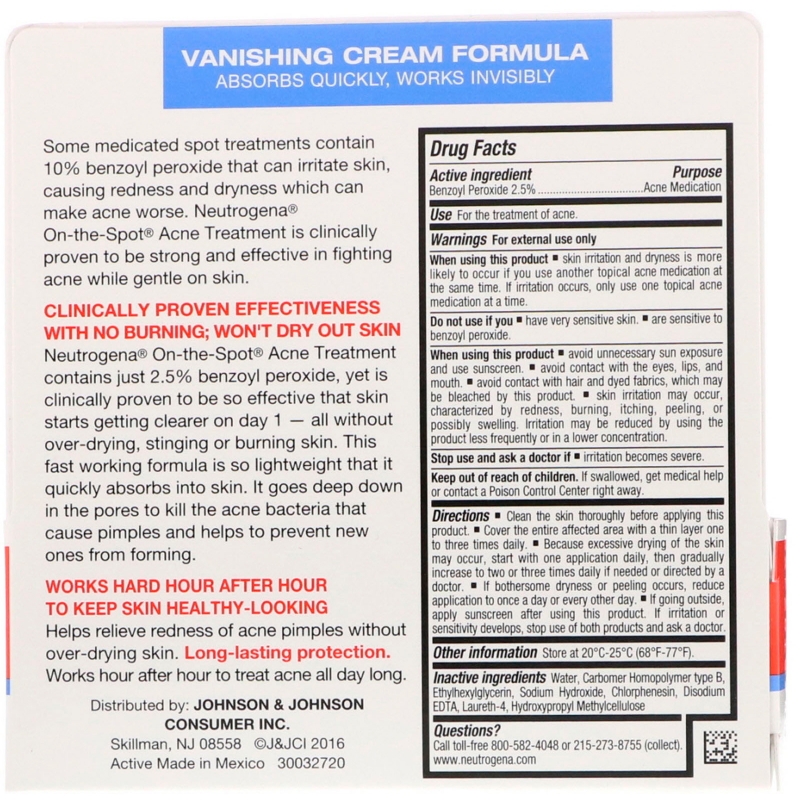 VANISHING CREAM FORMULA
ABSORBS QUICKLY, WORKS INVISIBLY
Some medicated spot treatments contain
10% benzoyl peroxide that can irritate skin,
causing redness and dryness which can
make acne worse. Neutrogena®
On-the-Spot® Acne Treatment is clinically
proven to be strong and effective in fighting
acne while gentle on skin.
CLINICALLY PROVEN EFFECTIVENESS
WITH NO BURNING; WON'T DRY OUT SKIN
Neutrogena® On-the-Spot® Acne Treatment
contains just 2.5% benzoyl peroxide, yet is
clinically proven to be so effective that skin
starts getting clearer on day 1 — all without
over-drying, stinging or burning skin. This
fast working formula is so lightweight that it
quickly absorbs into skin. It goes deep down
in the pores to kill the acne bacteria that
cause pimples and helps to prevent new
ones from forming.
WORKS HARD HOUR AFTER HOUR
TO KEEP SKIN HEALTHY-LOOKING
Helps relieve redness of acne pimples without
over-drying skin. Long-lasting protection.
Works hour after hour to treat acne all day long.
Distributed by: JOHNSON & JOHNSON
CONSUMER INC.
Skillman, NJ 08558 ©J&JCI 2016
Active Made in Mexico 30032720
Drug Facts
Active ingredient Purpose
Benzoyl Peroxide 2.5%..............................Acne Medication
Use For the treatment of acne.
Warnings For external use only
When using this product ▪ skin irritation and dryness is more
likely to occur if you use another topical acne medication at
the same time. If irritation occurs, only use one topical acne
medication at a time.
Do not use if you ▪ have very sensitive skin. ▪ are sensitive to
benzoyl peroxide.
When using this product ▪ avoid unnecessary sun exposure
and use sunscreen. ▪ avoid contact with the eyes, lips, and
mouth. ▪ avoid contact with hair and dyed fabrics, which may
be bleached by this product. ▪ skin irritation may occur,
characterized by redness, burning, itching, peeling, or
possibly swelling. Irritation may be reduced by using the
product less frequently or in a lower concentration.
Stop use and ask a doctor if ▪ irritation becomes severe.
Keep out of reach of children. If swallowed, get medical help
or contact a Poison Control Center right away.
Directions ▪ Clean the skin thoroughly before applying this
product. ▪ Cover the entire affected area with a thin layer one
to three times daily. ▪ Because excessive drying of the skin
may occur, start with one application daily, then gradually
increase to two or three times daily if needed or directed by a
doctor. ▪ If bothersome dryness or peeling occurs, reduce
application to once a day or every other day. ▪ If going outside,
apply sunscreen after using this product. If irritation or
sensitivity develops, stop use of both products and ask a doctor.
Other information Store at 20°C-25°C (68°F-77°F).
Inactive ingredients Water, Carbomer Homopolymer type B,
Ethylhexylglycerin, Sodium Hydroxide, Chlorphenesin, Disodium
EDTA, Laureth-4, Hydroxypropyl Methylcellulose
Questions?
Call toll-free 800-582-4048 or 215-273-8755 (collect).
www.neutrogena.com